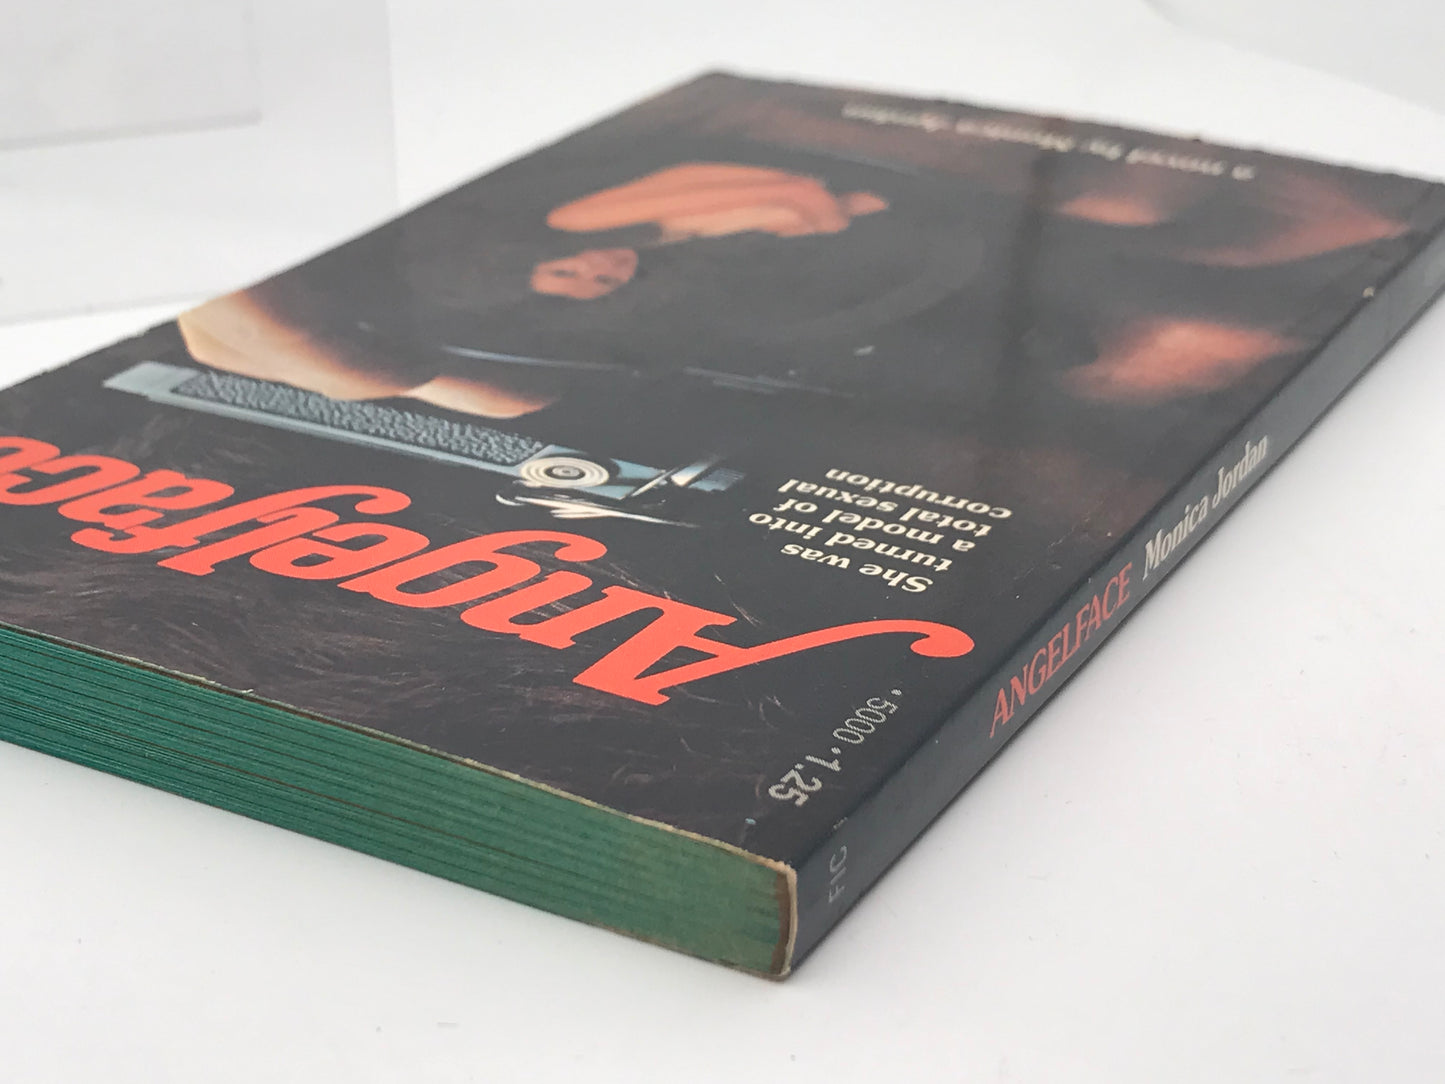 • 5000 • 1.25
Angelface
She was
turned into
a model of
total sexual
corruption
a novel by Monica Jordan
FIC
ANGELFACE Monica Jordan